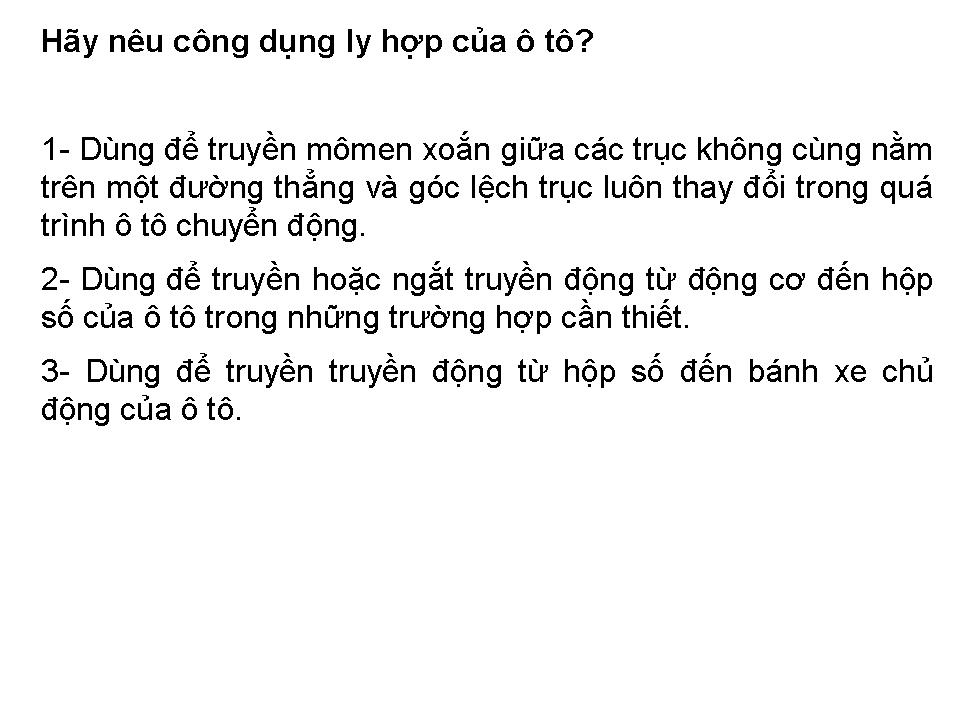 Hãy nêu công dụng ly hợp của ô tô?
1- Dùng để truyền mômen xoắn giữa các trục không cùng nằm
trên một đường thẳng và góc lệch trục luôn thay đổi trong quá
trình ô tô chuyển động.
2- Dùng để truyền hoặc ngắt truyền động từ động cơ đến hộp
số của ô tô trong những trường hợp cần thiết.
3- Dùng để truyền truyền động từ hộp số đến bánh xe chủ
động của ô tô.